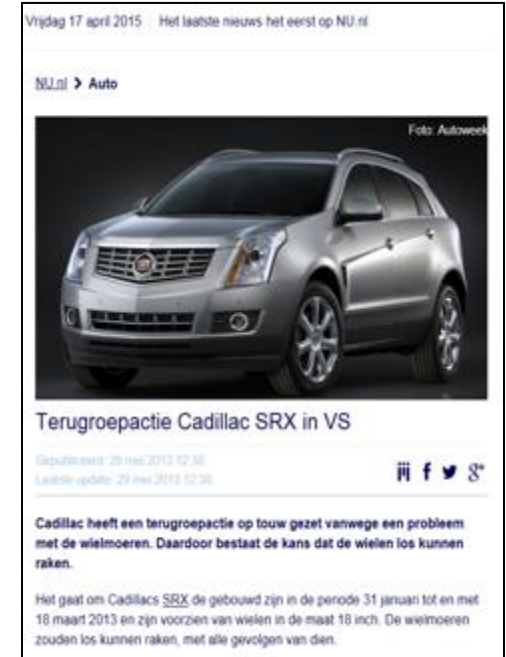 Vrijdag 17 april 2015 Het laatste nieuws het eerst op NU.nl
NU.nl > Auto
Foto: Autoweek
Terugroepactie Cadillac SRX in VS
Gepubliceerd: 29 mei 2013 12:38
Laatste update: 29 mei 2013 12:38
Cadillac heeft een terugroepactie op touw gezet vanwege een probleem
met de wielmoeren. Daardoor bestaat de kans dat de wielen los kunnen
raken.
Het gaat om Cadillacs SRX de gebouwd zijn in de periode 31 januari tot en met
18 maart 2013 en zijn voorzien van wielen in de maat 18 inch. De wielmoeren
zouden los kunnen raken, met alle gevolgen van dien.